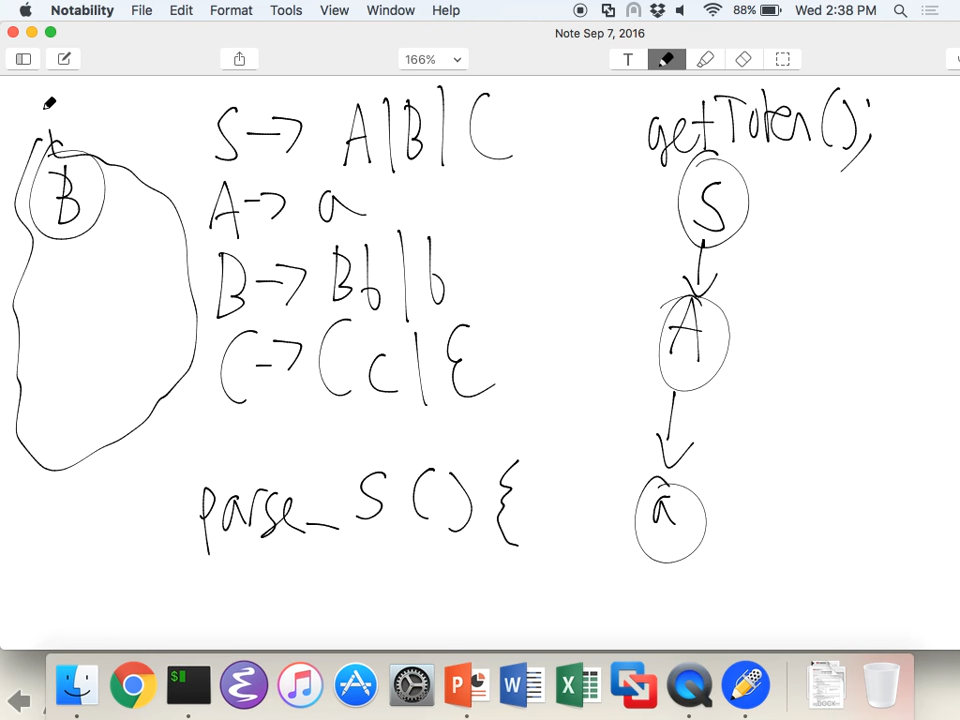 Notability File Edit Format Tools View Window Help 88% Wed 2:38 PM
Note Sep 7, 2016
166% T
S -> A | B | C
getToken();
B
A -> a
S
B -> Bb | b
A
C -> Cc | ε
parse_S() {
a
$
P W X